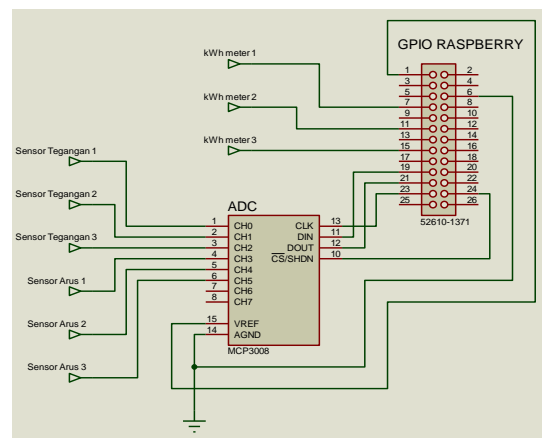 GPIO RASPBERRY
kWh meter 1
kWh meter 2
kWh meter 3
1 2
3 4
5 6
7 8
9 10
11 12
13 14
15 16
17 18
19 20
21 22
23 24
25 26
52610-1371
Sensor Tegangan 1
Sensor Tegangan 2
Sensor Tegangan 3
Sensor Arus 1
Sensor Arus 2
Sensor Arus 3
ADC
1 CH0 CLK 13
2 CH1 DIN 11
3 CH2 DOUT 12
4 CH3 CS/SHDN 10
5 CH4
6 CH5
7 CH6
8 CH7
15 VREF
14 AGND
MCP3008